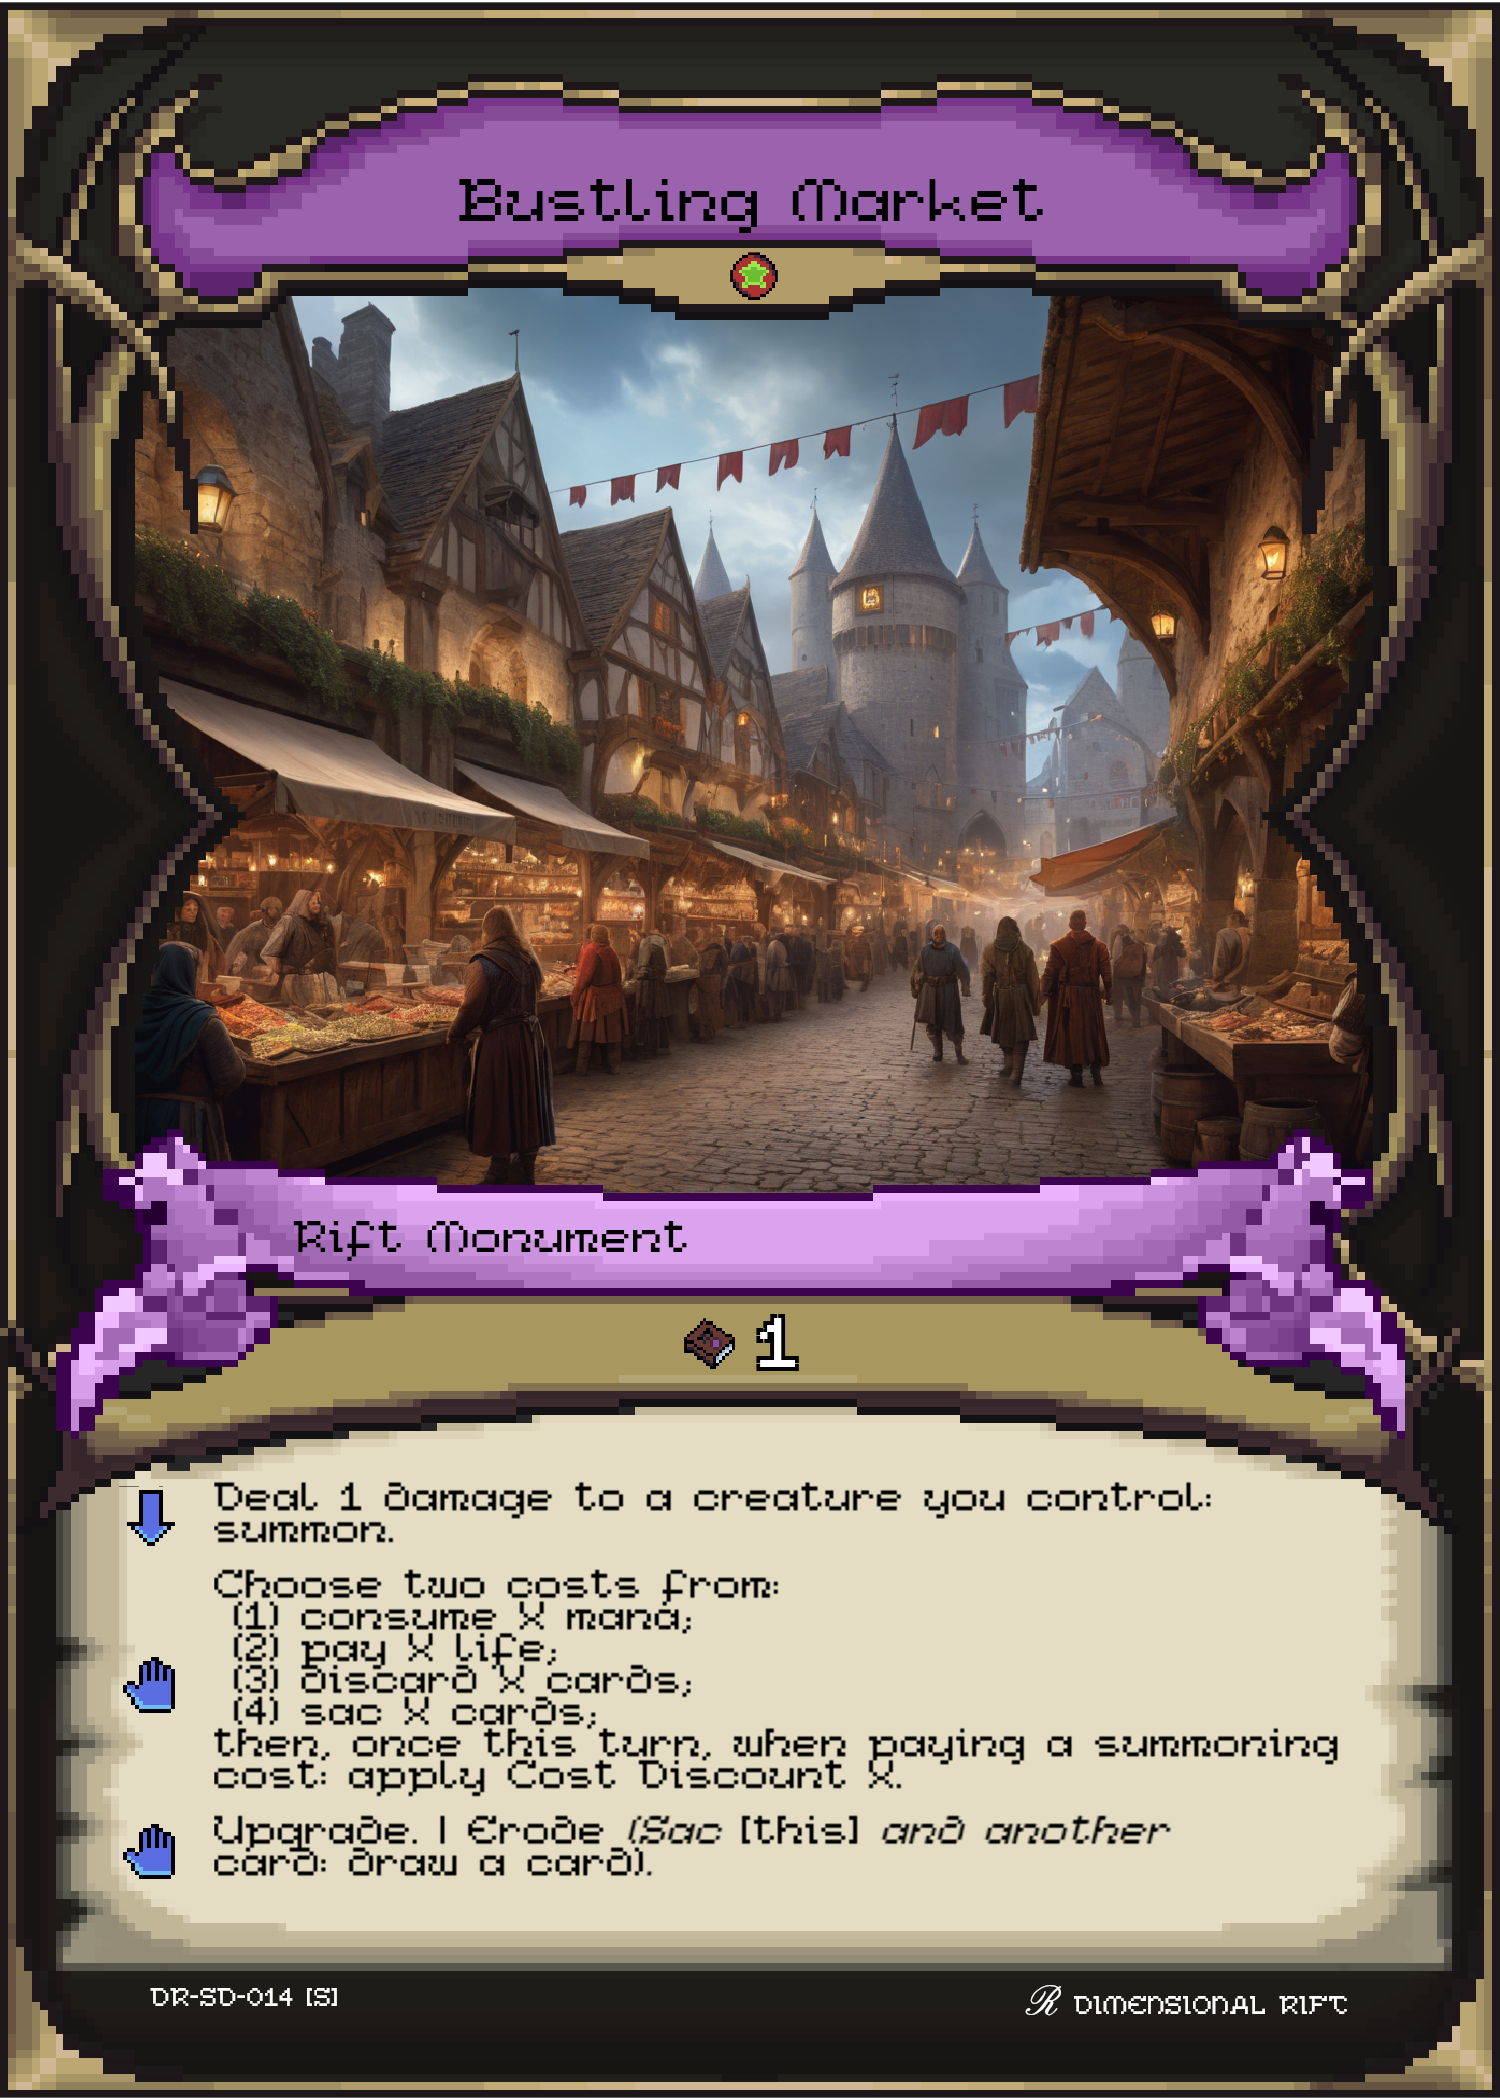 Bustling Market
Rift Monument
1
Deal 1 damage to a creature you control:
summon.
Choose two costs from:
(1) consume X mana;
(2) pay X life;
(3) discard X cards;
(4) sac X cards;
then, once this turn, when paying a summoning
cost: apply Cost Discount X.
Upgrade. | Erode (Sac [this] and another
card: draw a card).
DR-SD-014 [S]
R DIMENSIONAL RIFT